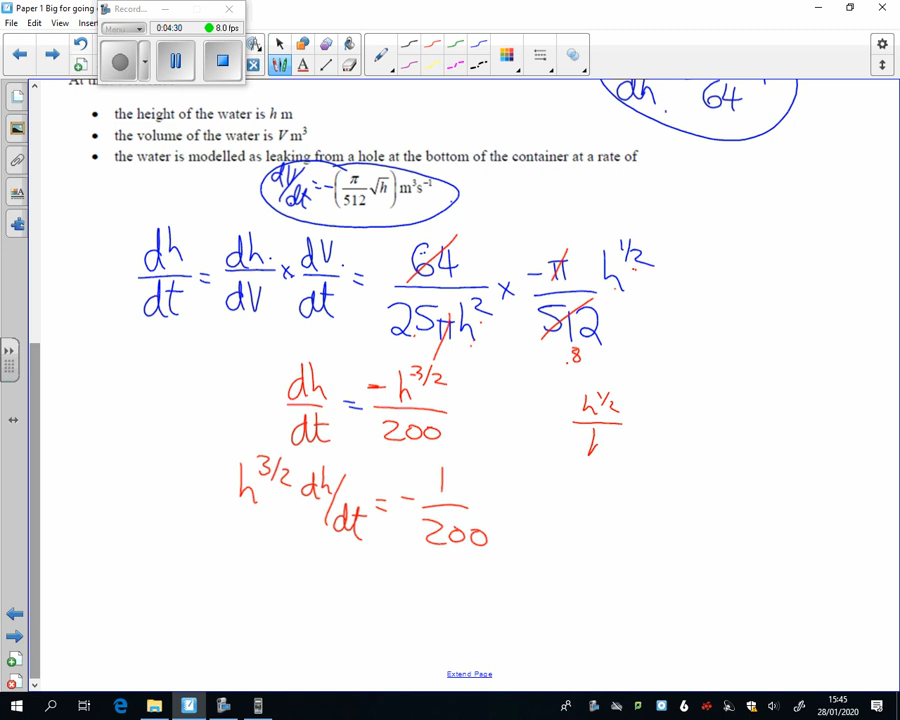 Paper 1 Big for going
Record...
Menu
0:04:30
8.0 fps
File Edit View Inser
dh. 64
the height of the water is h m
the volume of the water is V m³
the water is modelled as leaking from a hole at the bottom of the container at a rate of
dV/dt = -(π/512 √h) m³s⁻¹
dh/dt = dh/dV × dV/dt = 64/25πh² × -π/512 h^1/2
8
dh/dt = -h^-3/2/200
h^1/2
h^3/2 dh/dt = - 1/200
Extend Page
15:45
28/01/2020